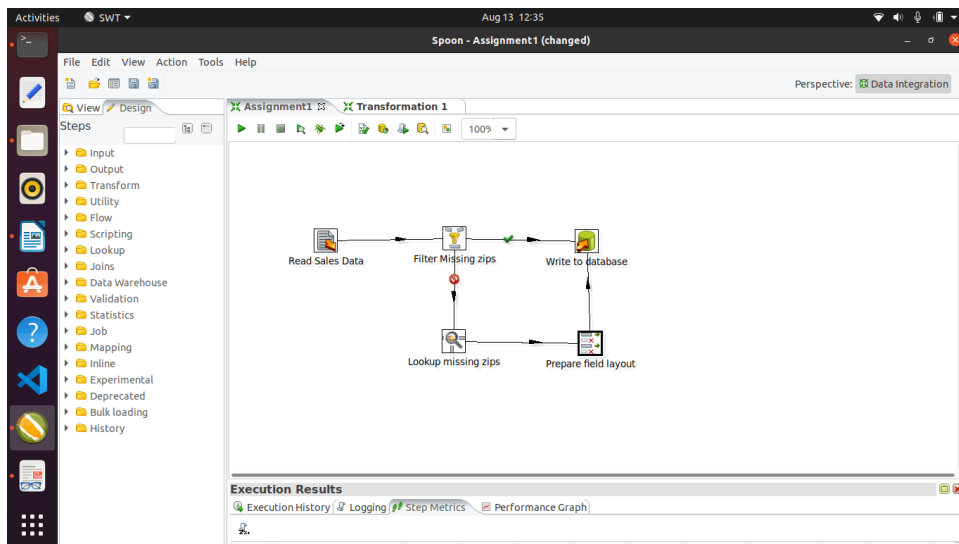 Activities SWT Aug 13 12:35
Spoon - Assignment1 (changed)
File Edit View Action Tools Help
Perspective: Data Integration
View Design
Assignment1 Transformation 1
Steps
100%
Input
Output
Transform
Utility
Flow
Scripting
Lookup
Joins
Data Warehouse
Validation
Statistics
Job
Mapping
Inline
Experimental
Deprecated
Bulk loading
History
Read Sales Data
Filter Missing zips
Write to database
Lookup missing zips
Prepare field layout
Execution Results
Execution History Logging Step Metrics Performance Graph